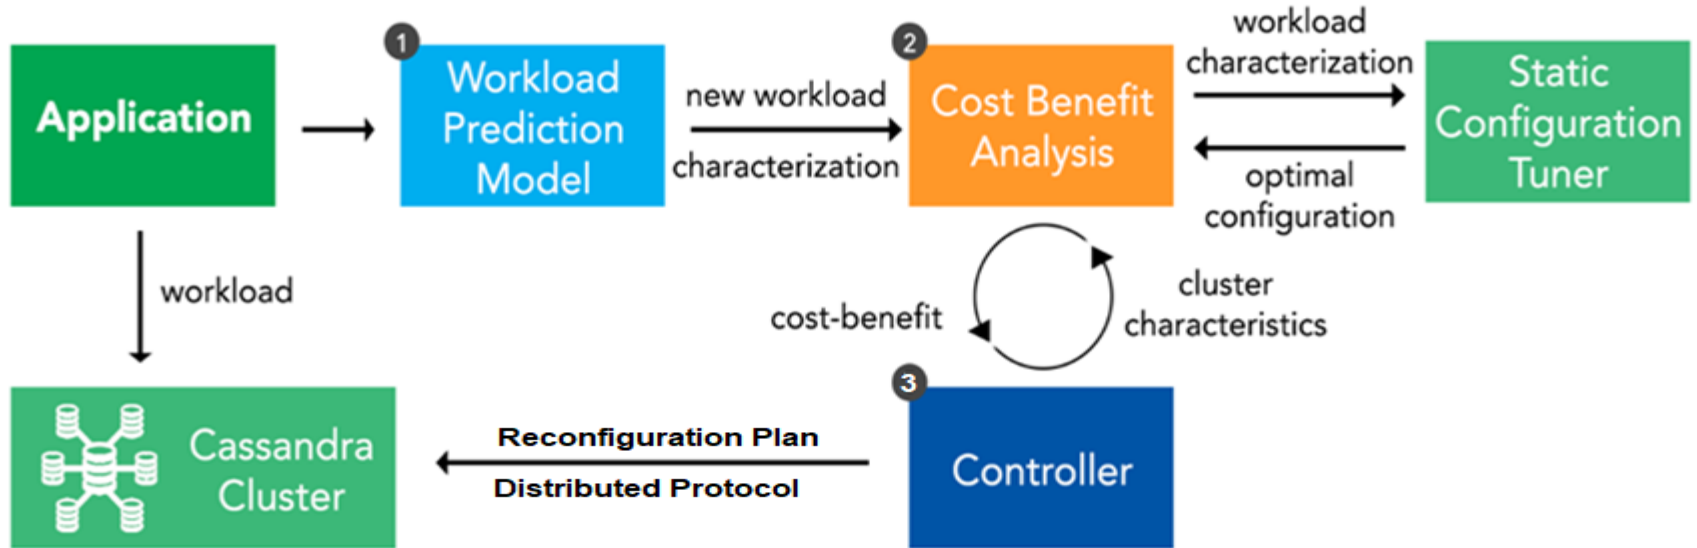 Application
1
Workload
Prediction
Model
new workload
characterization
2
Cost Benefit
Analysis
workload
characterization
optimal
configuration
Static
Configuration
Tuner
workload
cost-benefit
cluster
characteristics
Cassandra
Cluster
Reconfiguration Plan
Distributed Protocol
3
Controller